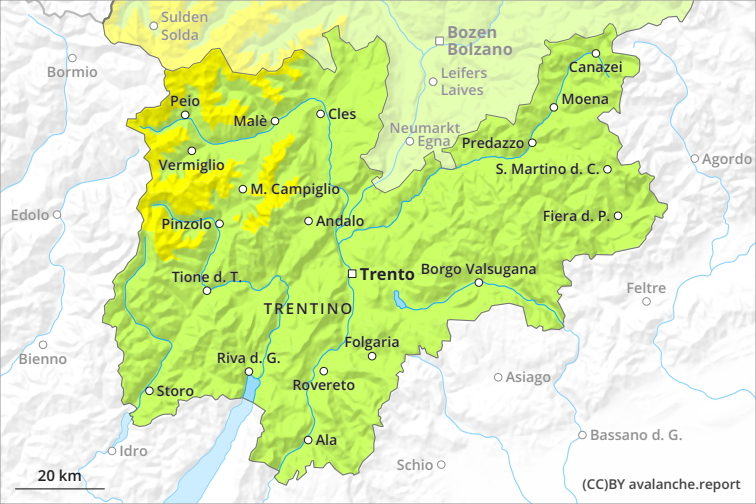 Sulden
Solda
Bozen
Bolzano
Bormio
Canazei
Leifers
Laives
Peio
Moena
Malè
Cles
Neumarkt
Egna
Predazzo
Vermiglio
Agordo
S. Martino d. C.
M. Campiglio
Edolo
Pinzolo
Andalo
Fiera d. P.
Tione d. T.
Trento
Borgo Valsugana
Feltre
TRENTINO
Bienno
Riva d. G.
Folgaria
Storo
Rovereto
Asiago
Idro
Ala
Bassano d. G.
Schio
20 km
(CC)BY avalanche.report